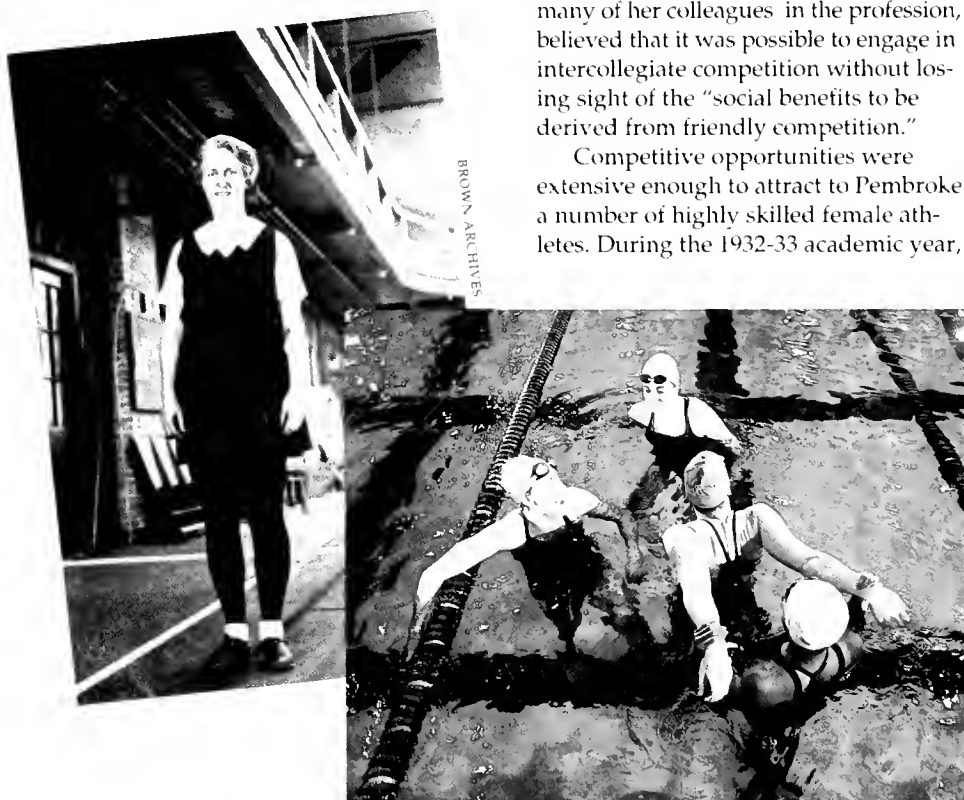 many of her colleagues in the profession,
believed that it was possible to engage in
intercollegiate competition without los-
ing sight of the "social benefits to be
derived from friendly competition."
Competitive opportunities were
extensive enough to attract to Pembroke
a number of highly skilled female ath-
letes. During the 1932-33 academic year,
BROWN ARCHIVES